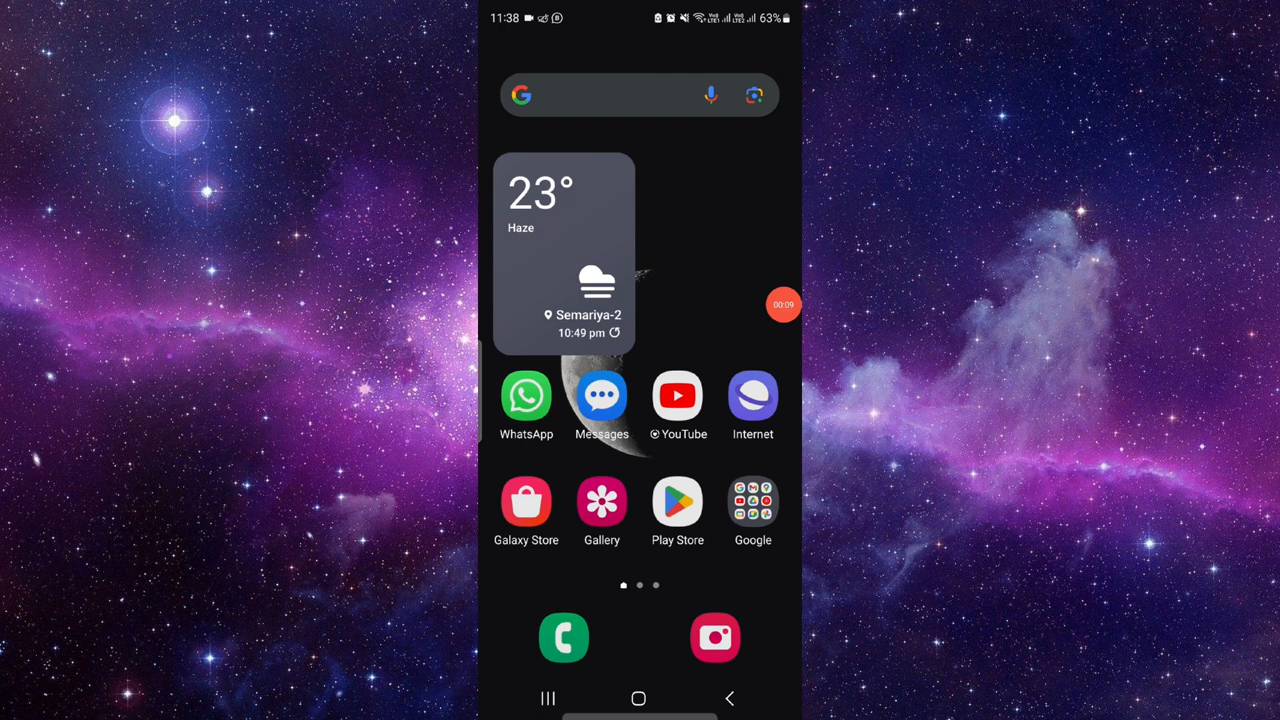 11:38
63%
23°
Haze
Semariya-2
10:49 pm
00:09
WhatsApp
Messages
YouTube
Internet
Galaxy Store
Gallery
Play Store
Google